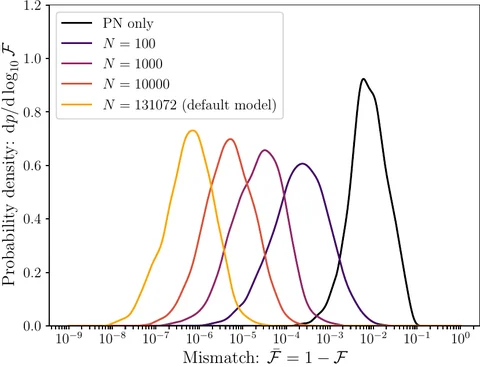 1.2
1.0
0.8
0.6
0.4
0.2
0.0
Probability density: dp/d log₁₀ 𝓕
PN only
N = 100
N = 1000
N = 10000
N = 131072 (default model)
10⁻⁹ 10⁻⁸ 10⁻⁷ 10⁻⁶ 10⁻⁵ 10⁻⁴ 10⁻³ 10⁻² 10⁻¹ 10⁰
Mismatch: 𝓕̄ = 1 − 𝓕